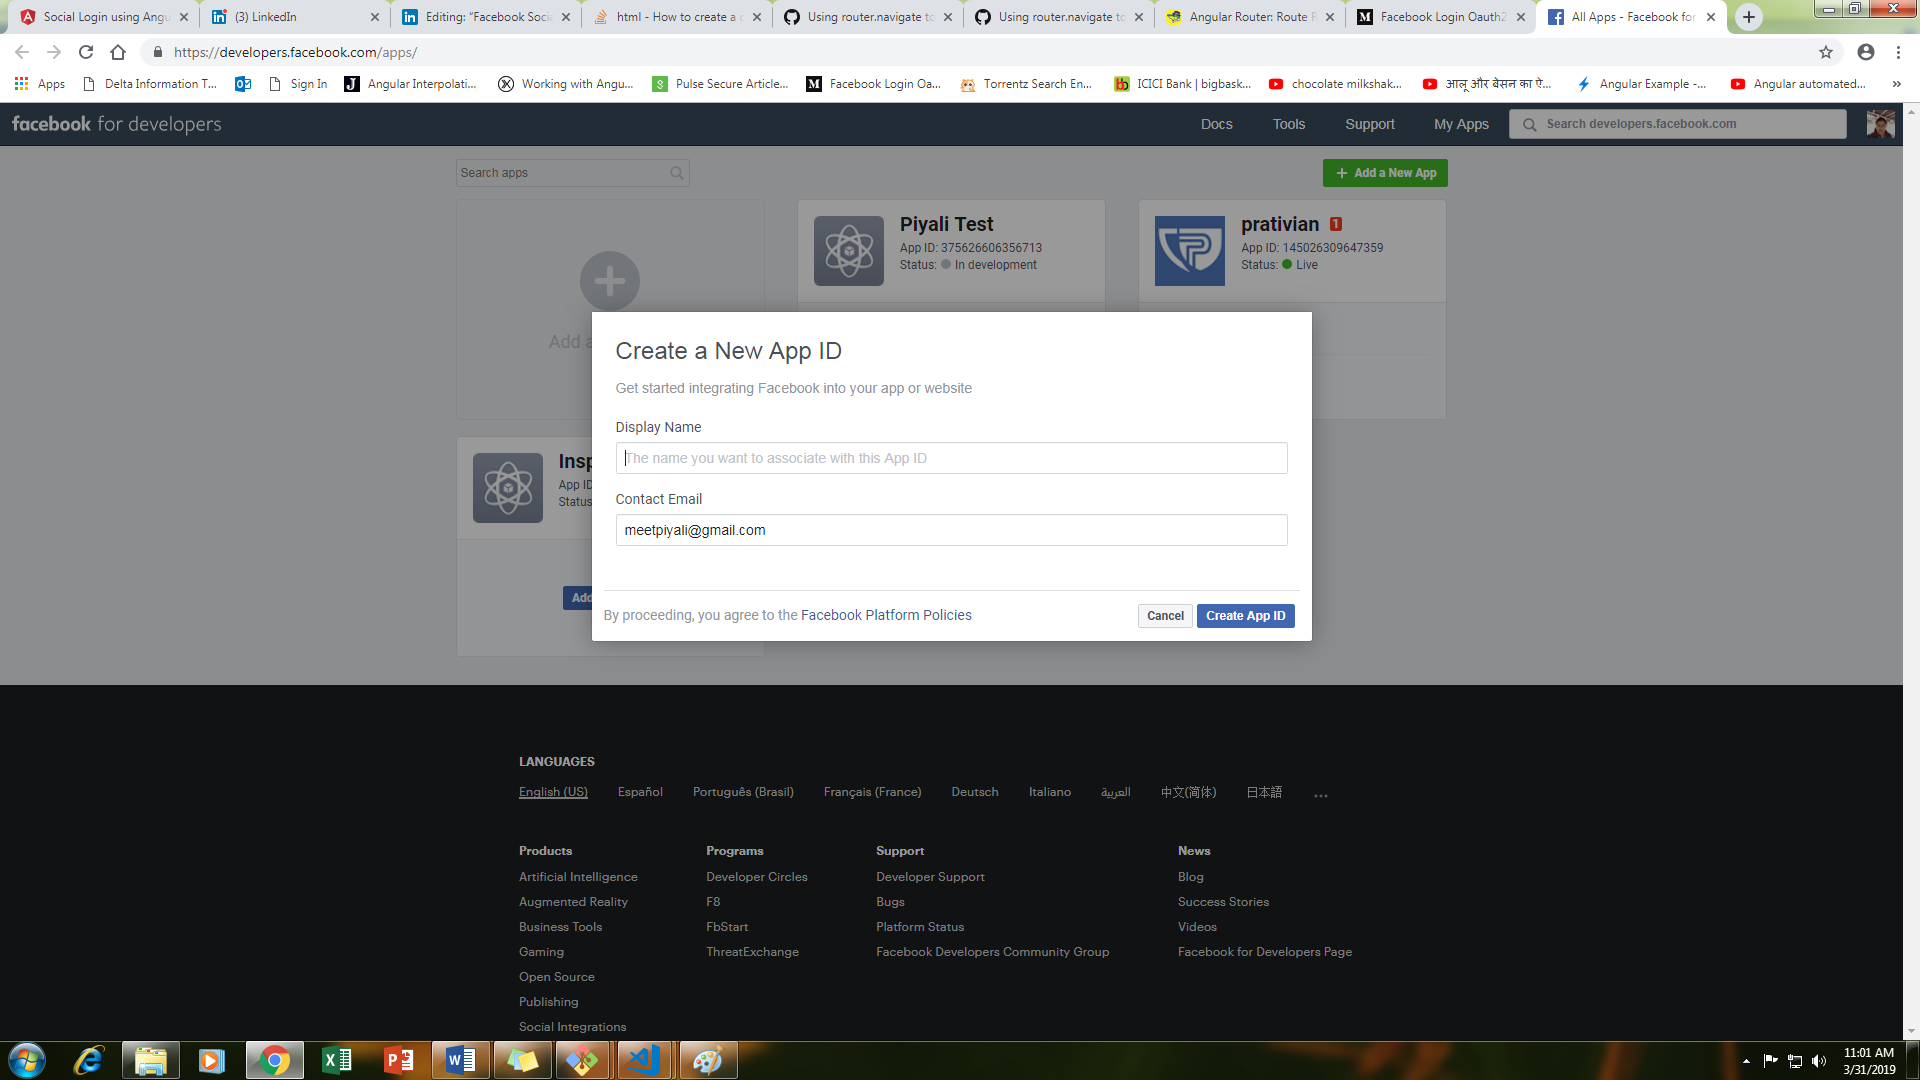 Social Login using Angu
(3) LinkedIn
Editing: “Facebook Socia
html - How to create a c
Using router.navigate to
Using router.navigate to
Angular Router: Route P
Facebook Login Oauth2
All Apps - Facebook for
https://developers.facebook.com/apps/
Apps
Delta Information T...
Sign In
Angular Interpolati...
Working with Angu...
Pulse Secure Article...
Facebook Login Oa...
Torrentz Search En...
ICICI Bank | bigbask...
chocolate milkshak...
आलू और बेसन का ऐ...
Angular Example -...
Angular automated...
facebook for developers
Docs
Tools
Support
My Apps
Search developers.facebook.com
Search apps
+ Add a New App
Piyali Test
App ID: 375626606356713
Status: In development
prativian 1
App ID: 145026309647359
Status: Live
Add a
Create a New App ID
Get started integrating Facebook into your app or website
Display Name
The name you want to associate with this App ID
Contact Email
meetpiyali@gmail.com
By proceeding, you agree to the Facebook Platform Policies
Cancel
Create App ID
Insp
App ID
Status
Add
LANGUAGES
English (US)
Español
Português (Brasil)
Français (France)
Deutsch
Italiano
العربية
中文(简体)
日本語
...
Products
Artificial Intelligence
Augmented Reality
Business Tools
Gaming
Open Source
Publishing
Social Integrations
Programs
Developer Circles
F8
FbStart
ThreatExchange
Support
Developer Support
Bugs
Platform Status
Facebook Developers Community Group
News
Blog
Success Stories
Videos
Facebook for Developers Page
11:01 AM
3/31/2019